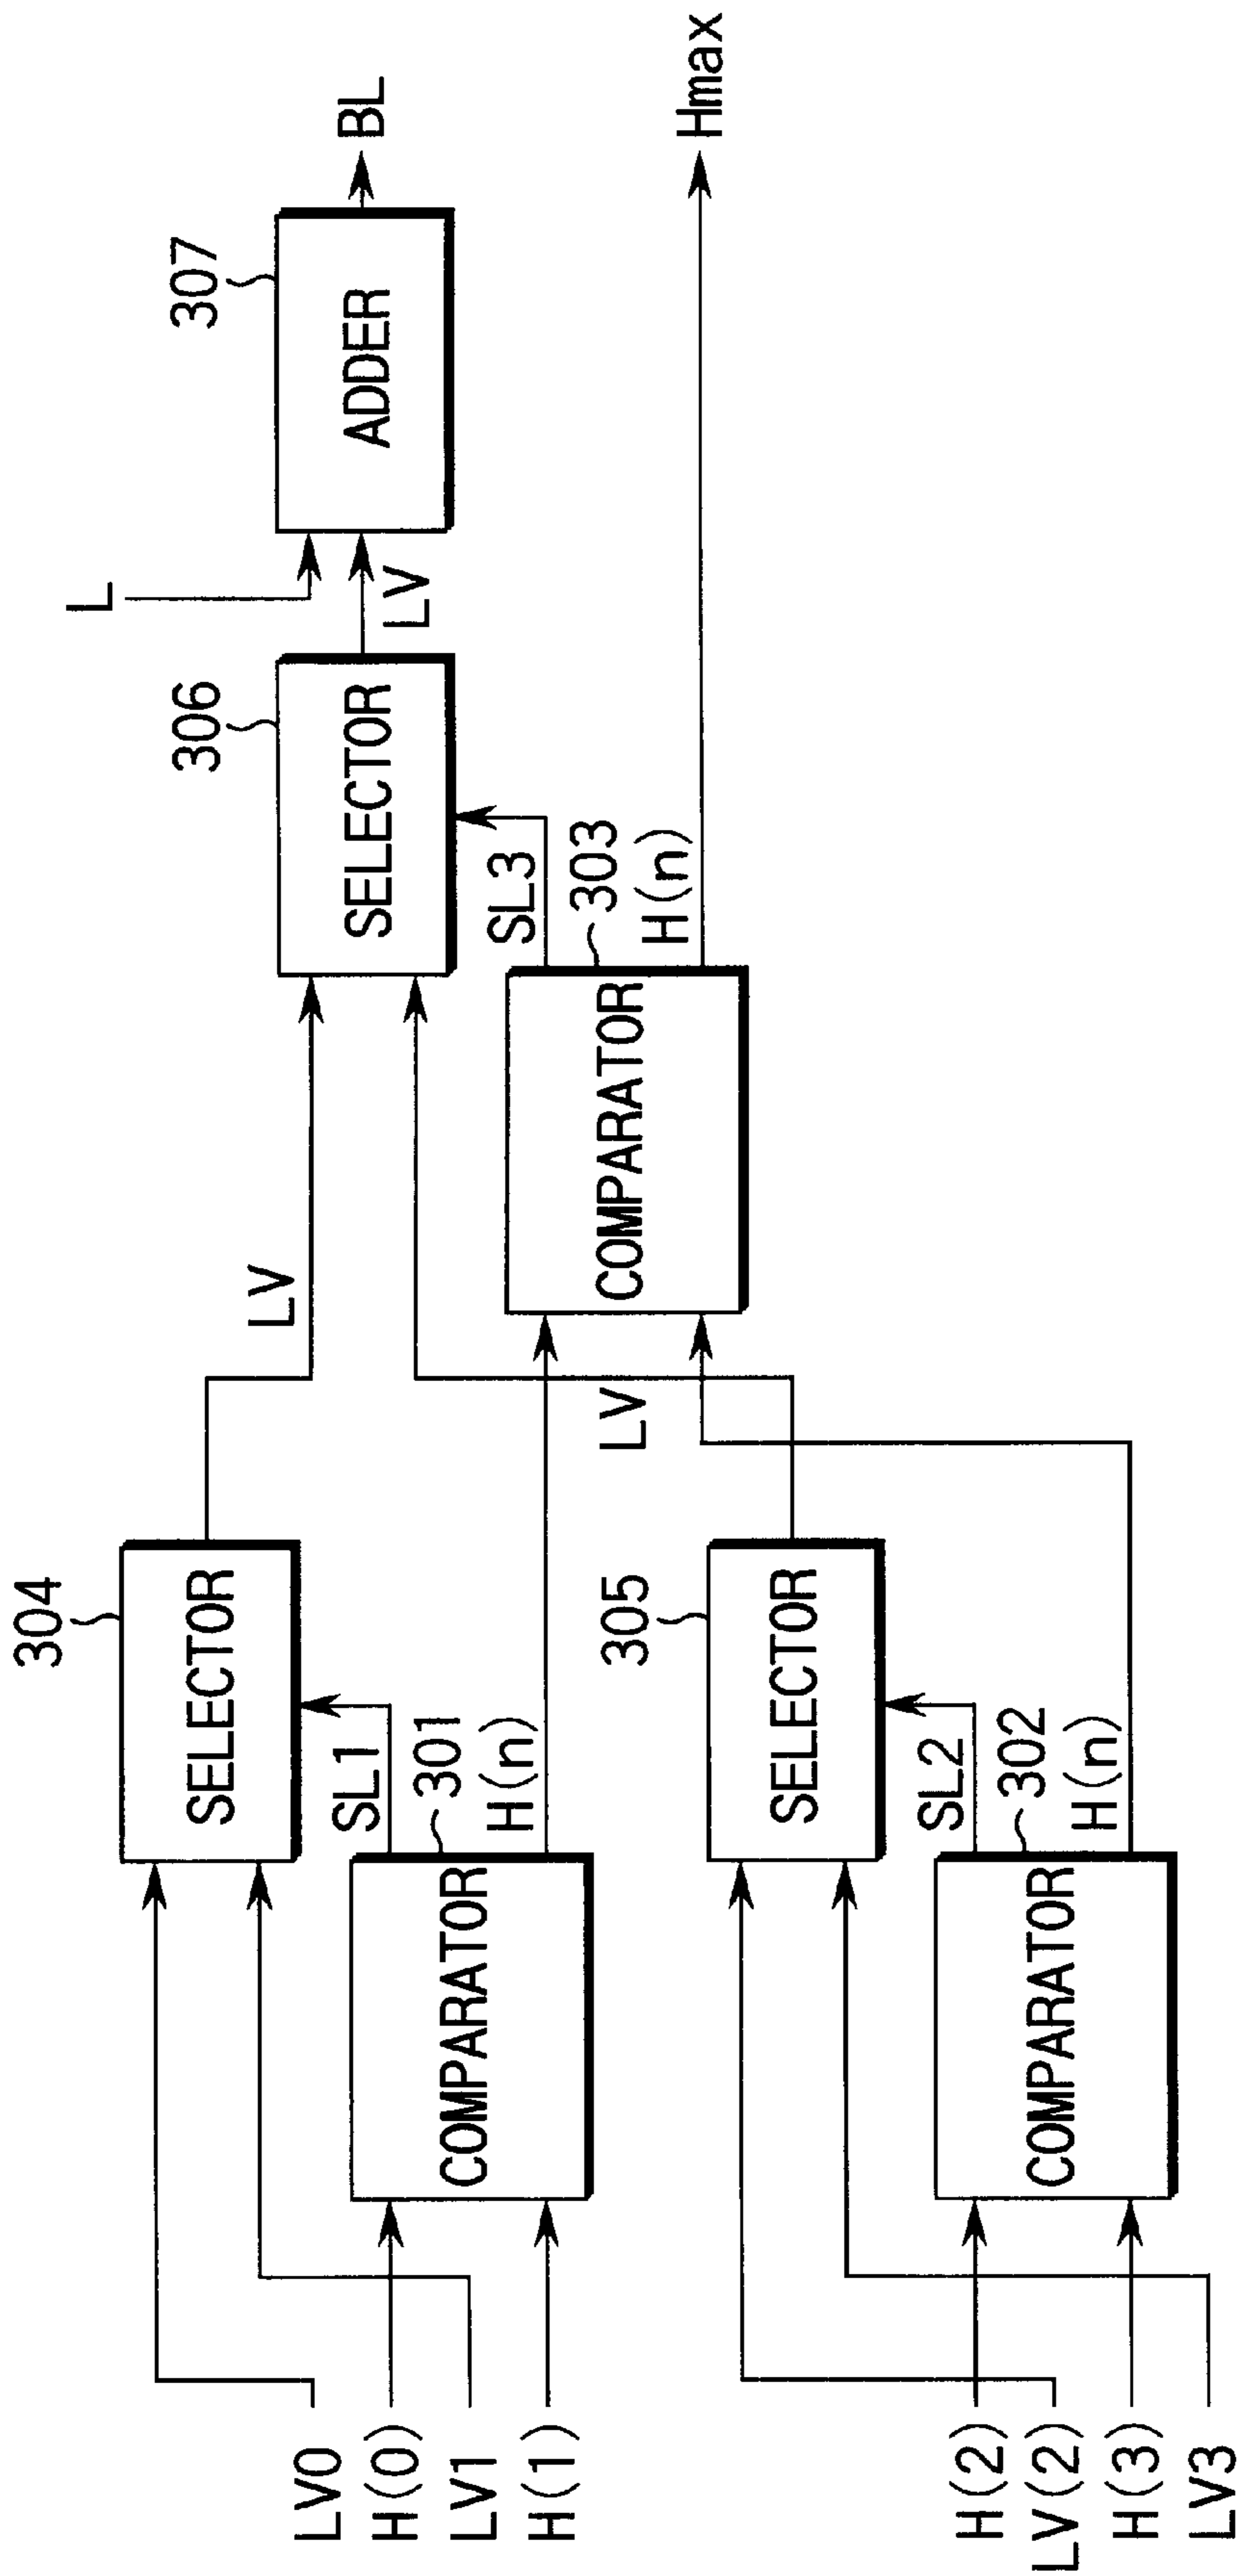 LV0
H(0)
LV1
H(1)
H(2)
LV(2)
H(3)
LV3
304
SELECTOR
SL1
301
COMPARATOR
H(n)
305
SELECTOR
SL2
302
COMPARATOR
H(n)
LV
LV
306
SELECTOR
SL3
303
COMPARATOR
H(n)
L
LV
307
ADDER
BL
Hmax